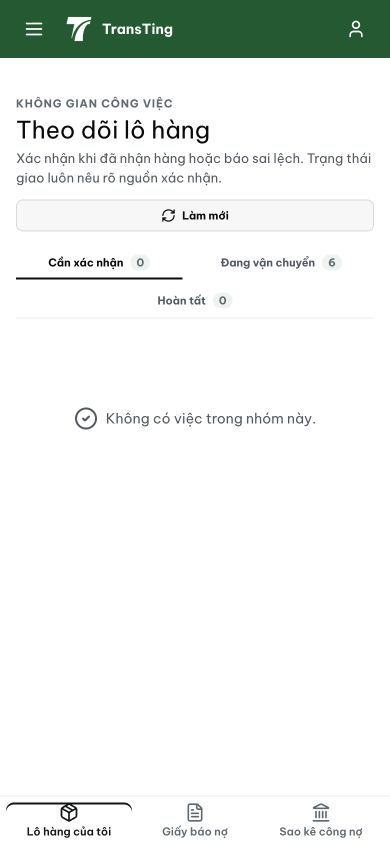 TransTing
KHÔNG GIAN CÔNG VIỆC
Theo dõi lô hàng
Xác nhận khi đã nhận hàng hoặc báo sai lệch. Trạng thái
giao luôn nêu rõ nguồn xác nhận.
Làm mới
Cần xác nhận 0
Đang vận chuyển 6
Hoàn tất 0
Không có việc trong nhóm này.
Lô hàng của tôi
Giấy báo nợ
Sao kê công nợ